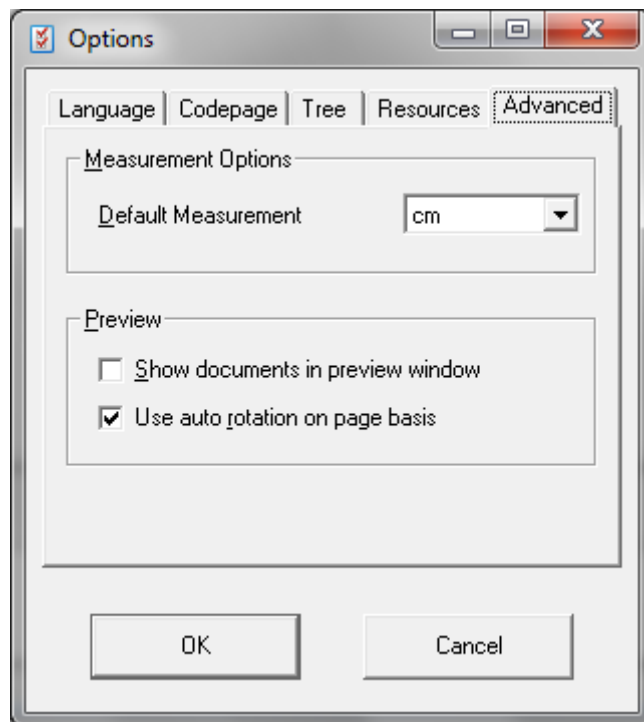 Options
Language Codepage Tree Resources Advanced
Measurement Options
Default Measurement cm
Preview
Show documents in preview window
Use auto rotation on page basis
OK Cancel